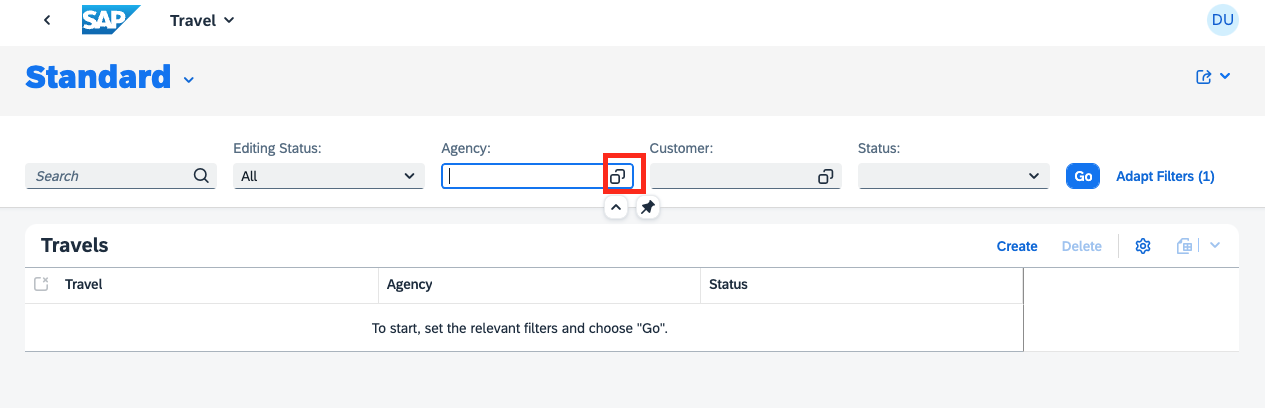 SAP Travel DU
Standard
Editing Status: Agency: Customer: Status:
Search All Go Adapt Filters (1)
Travels Create Delete
Travel Agency Status
To start, set the relevant filters and choose "Go".